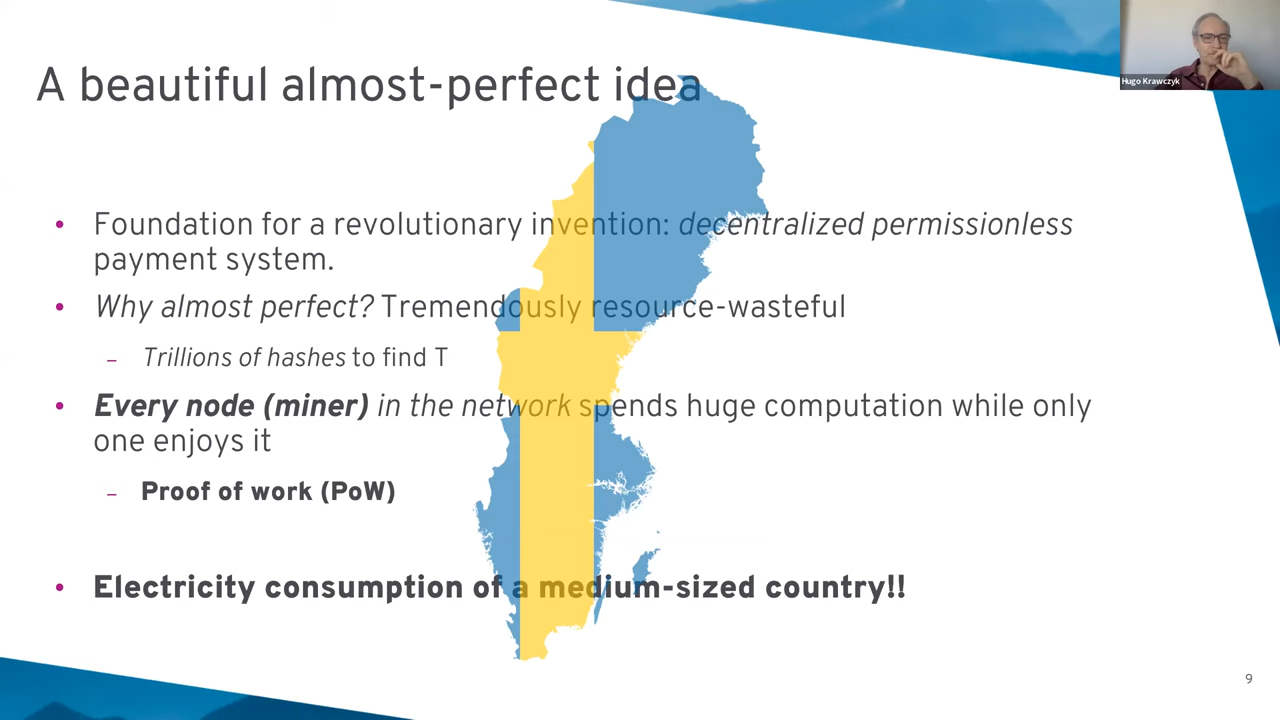 Hugo Krawczyk
A beautiful almost-perfect idea
• Foundation for a revolutionary invention: decentralized permissionless
payment system.
• Why almost perfect? Tremendously resource-wasteful
– Trillions of hashes to find T
• Every node (miner) in the network spends huge computation while only
one enjoys it
– Proof of work (PoW)
• Electricity consumption of a medium-sized country!!
9